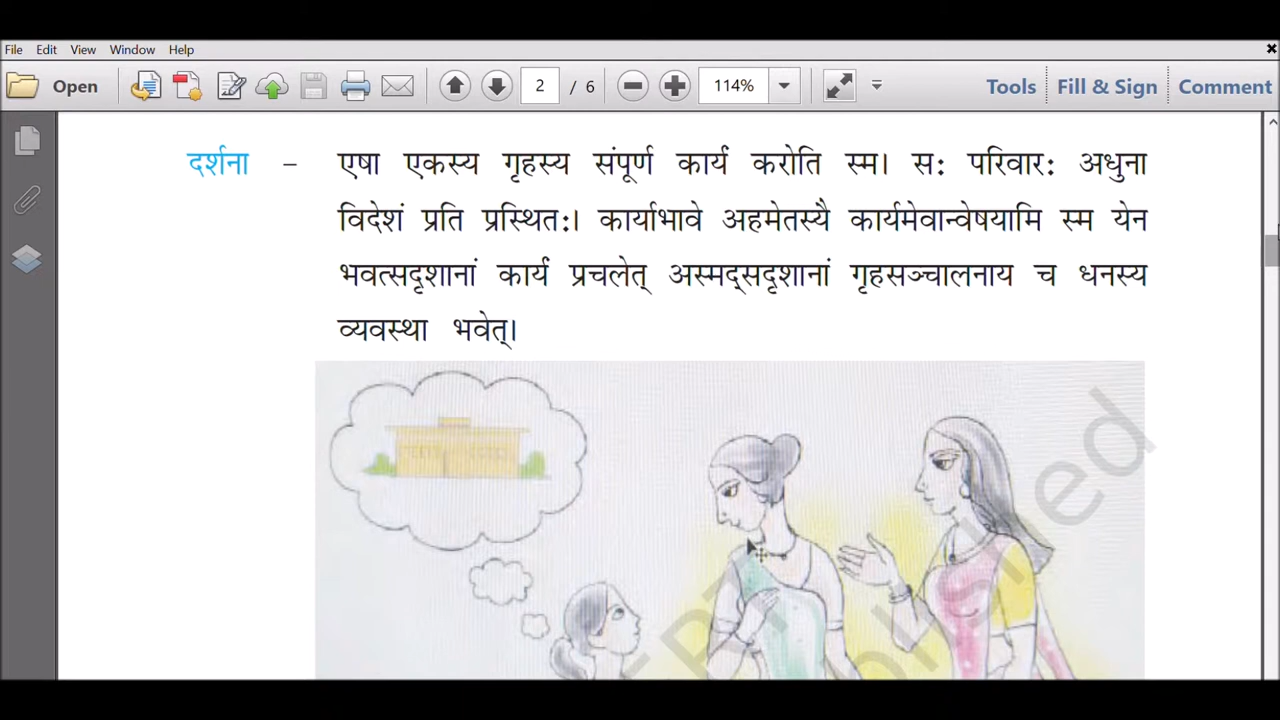 File Edit View Window Help
Open 2 / 6 114% Tools Fill & Sign Comment
दर्शना – एषा एकस्य गृहस्य संपूर्ण कार्यं करोति स्म। स: परिवार: अधुना
विदेशं प्रति प्रस्थित:। कार्याभावे अहमेतस्यै कार्यमेवान्वेषयामि स्म येन
भवत्सदृशानां कार्यं प्रचलेत् अस्मद्सदृशानां गृहसञ्चालनाय च धनस्य
व्यवस्था भवेत्।